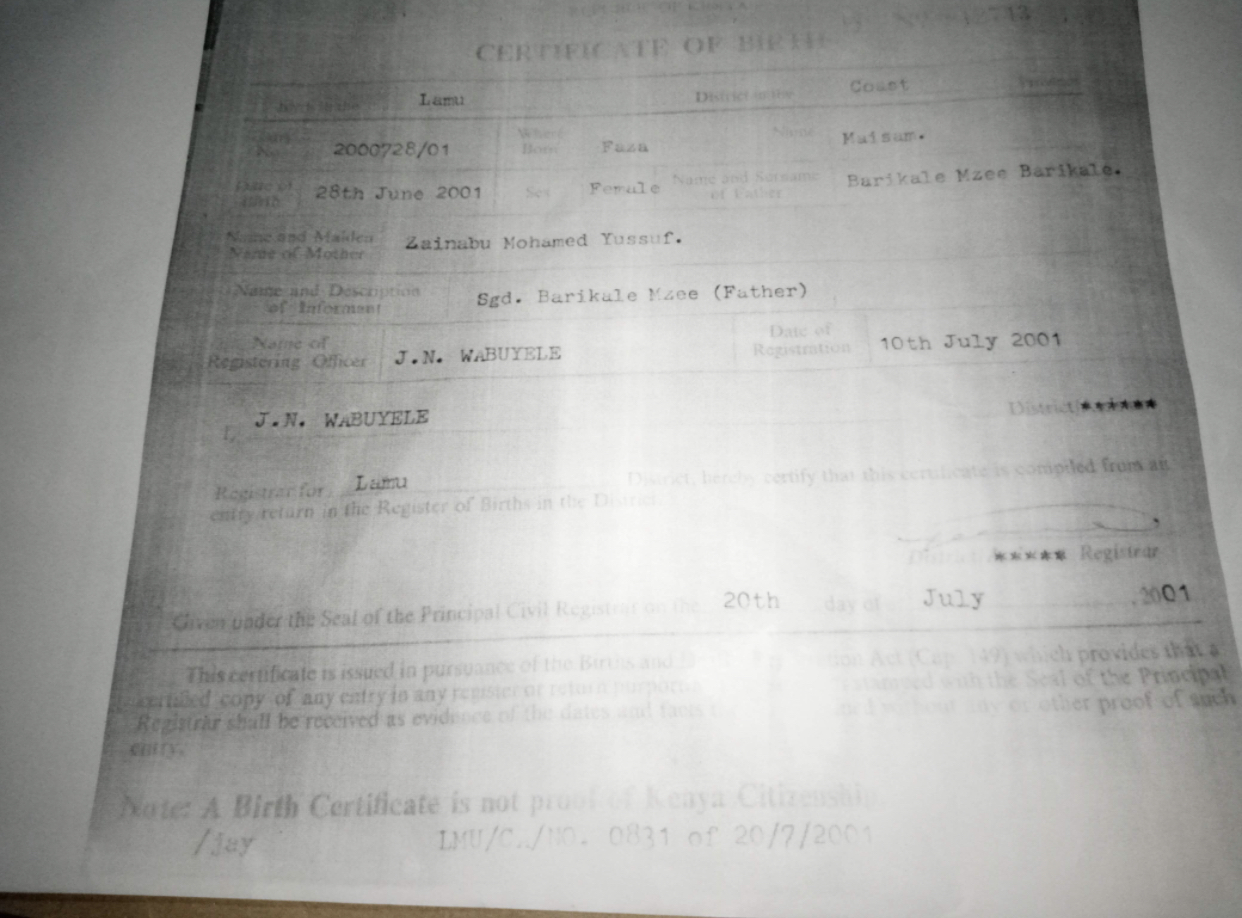 REPUBLIC OF KENYA
No. 12713
CERTIFICATE OF BIRTH
Birth in the Lamu District in the Coast Province
Entry No. 2000728/01 Where Born Faza Name Maisam.
Date of Birth 28th June 2001 Sex Female Name and Surname of Father Barikale Mzee Barikale.
Name and Maiden Name of Mother Zainabu Mohamed Yussuf.
Name and Description of Informant Sgd. Barikale Mzee (Father)
Name of Registering Officer J.N. WABUYELE Date of Registration 10th July 2001
I, J.N. WABUYELE District ******
Registrar for Lamu District, hereby certify that this certificate is compiled from an
entry return in the Register of Births in the District.
District ***** Registrar
Given under the Seal of the Principal Civil Registrar on the 20th day of July 2001
This certificate is issued in pursuance of the Births and Act (Cap. 149) which provides that a
certified copy of any entry in any register or return with the Seal of the Principal
Registrar shall be received as evidence of the dates and facts without any or other proof of such
entry.
Note: A Birth Certificate is not proof of Kenya Citizenship.
/jay LMU/C./NO. 0831 of 20/7/2001